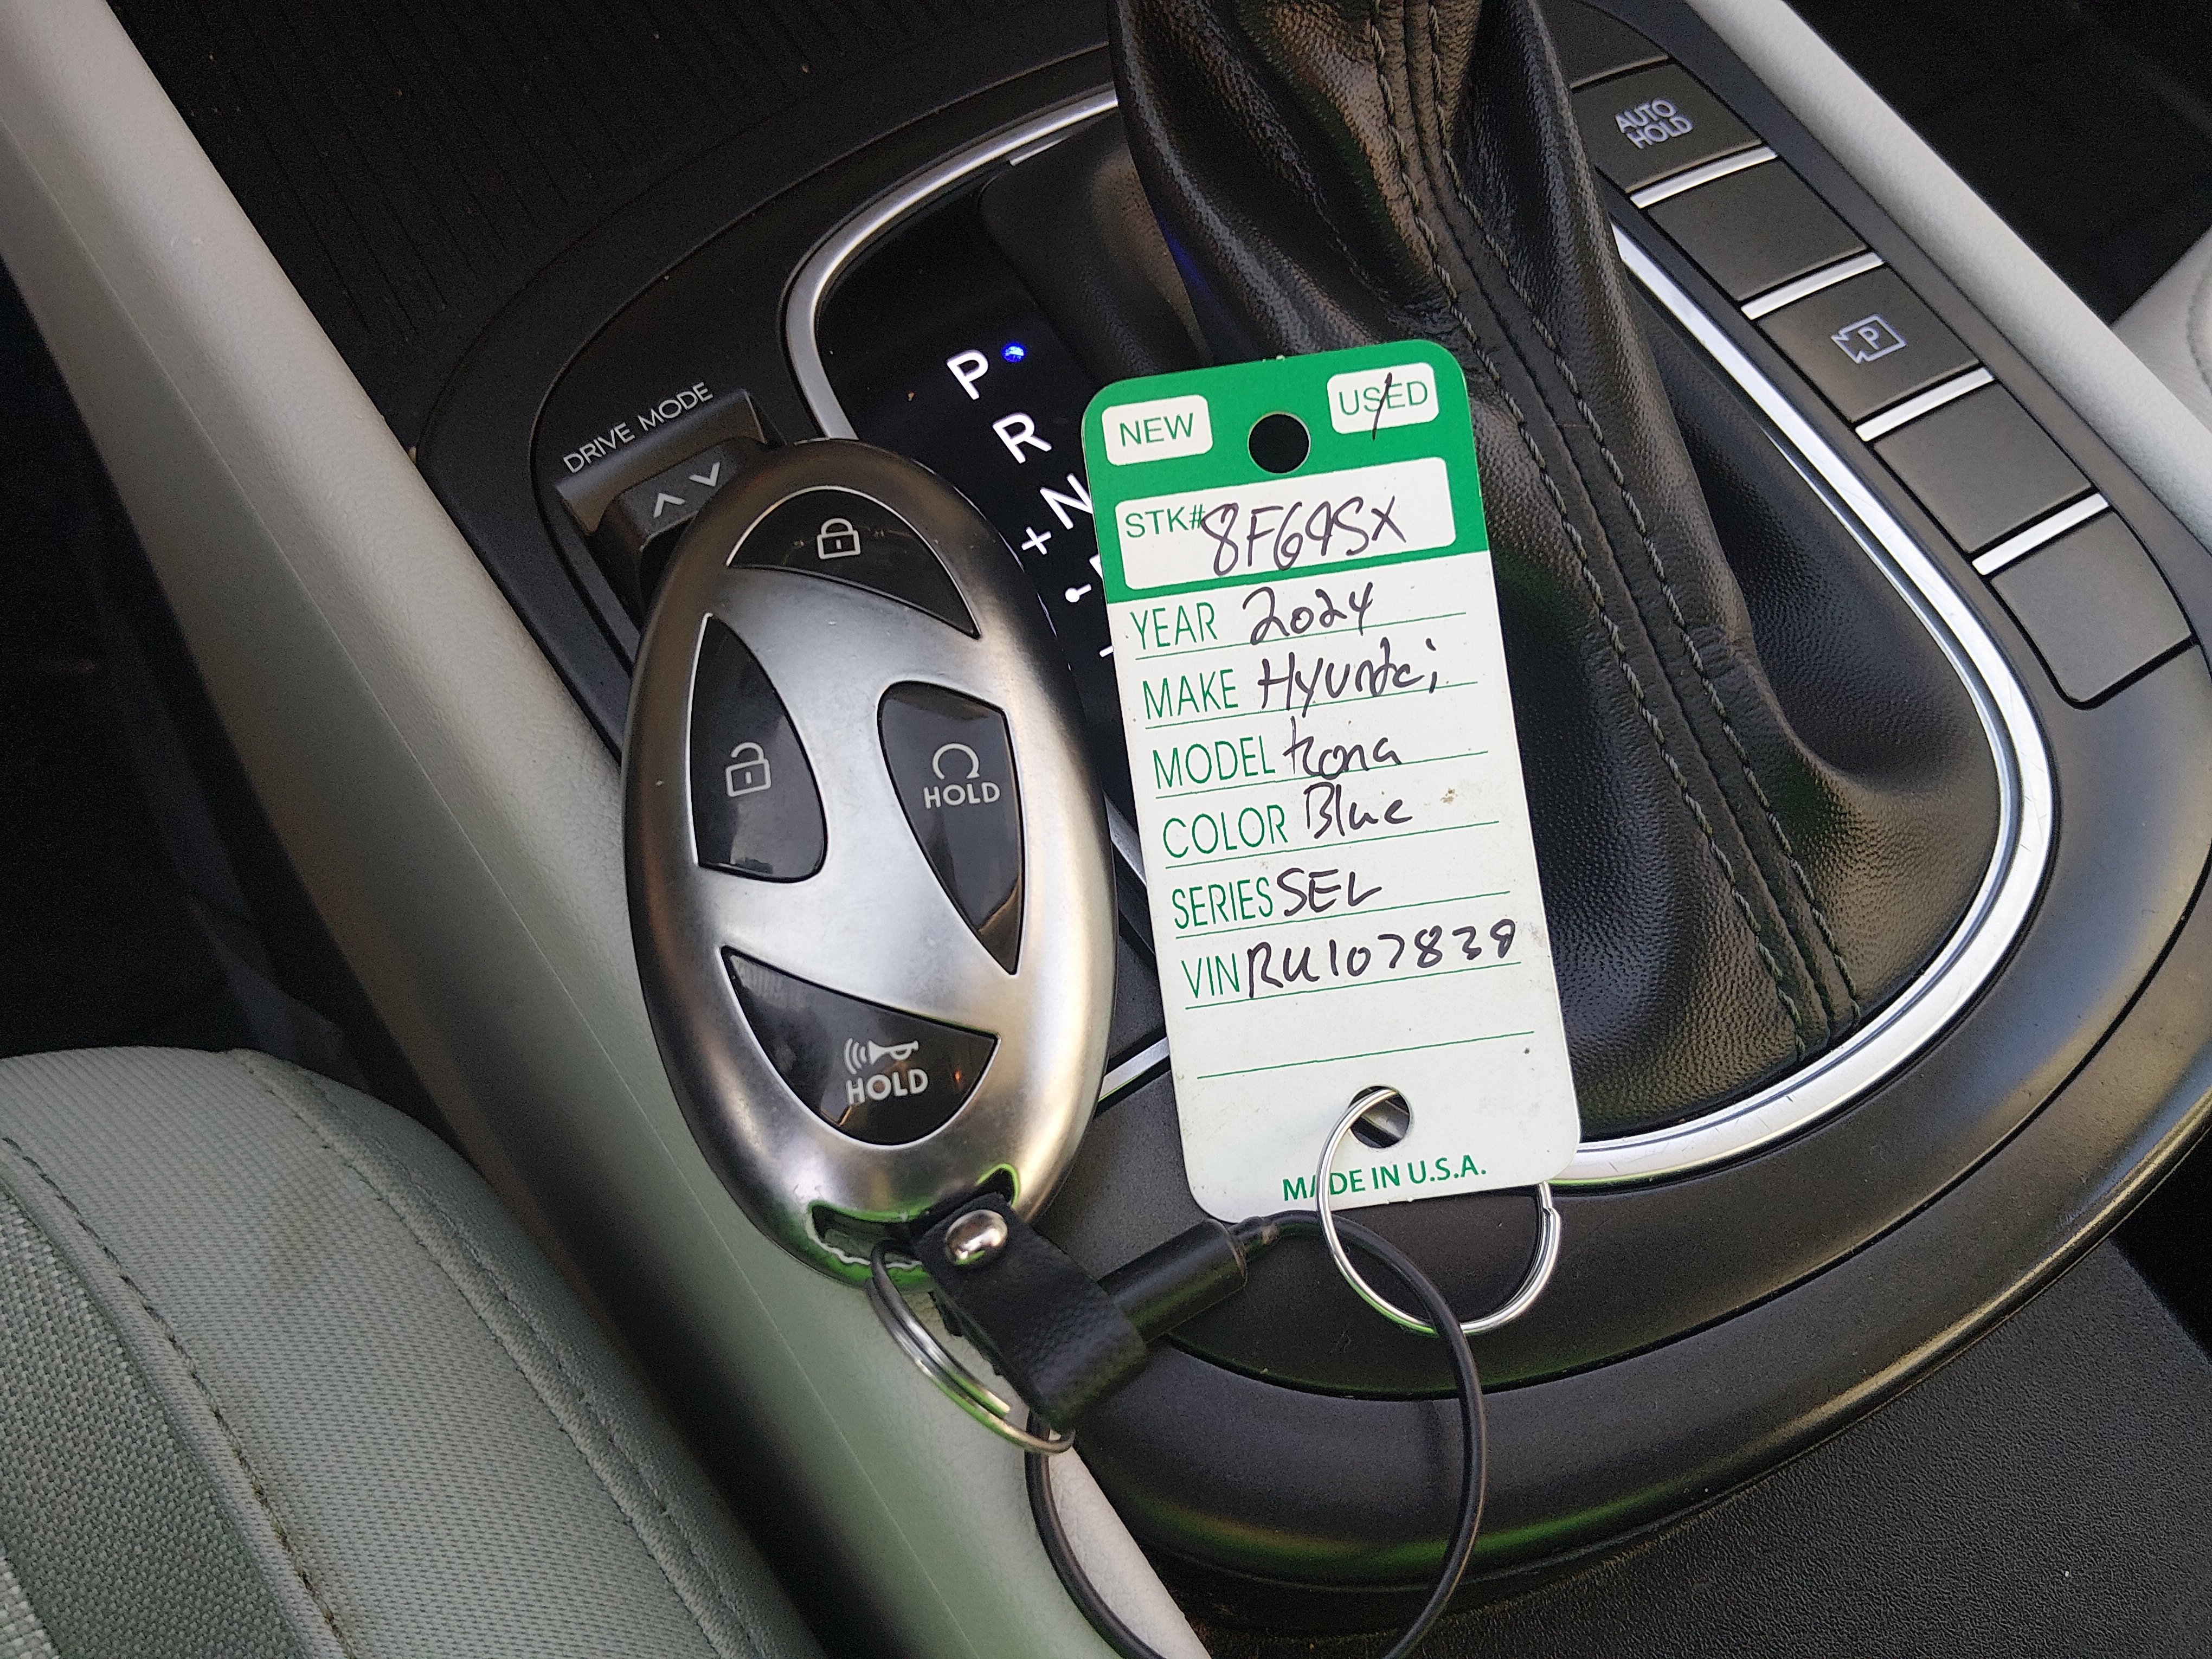 AUTO
HOLD
P
DRIVE MODE
P
R
N
+
-
NEW
USED
STK# 8F69SX
YEAR 2024
MAKE Hyundai
MODEL Kona
COLOR Blue
SERIES SEL
VIN RU107838
MADE IN U.S.A.
HOLD
HOLD